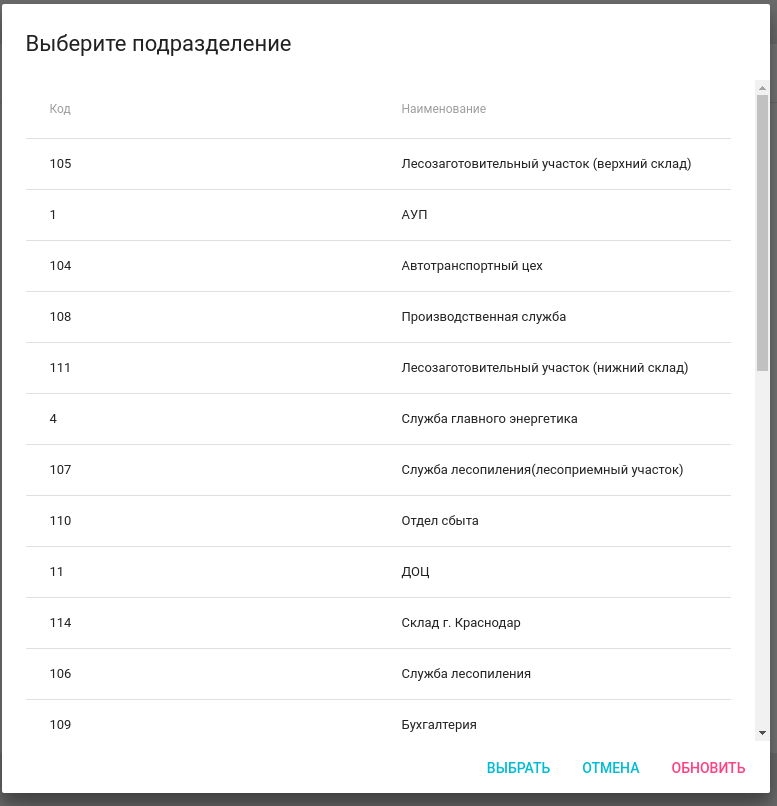 Выберите подразделение
Код Наименование
105 Лесозаготовительный участок (верхний склад)
1 АУП
104 Автотранспортный цех
108 Производственная служба
111 Лесозаготовительный участок (нижний склад)
4 Служба главного энергетика
107 Служба лесопиления(лесоприемный участок)
110 Отдел сбыта
11 ДОЦ
114 Склад г. Краснодар
106 Служба лесопиления
109 Бухгалтерия
ВЫБРАТЬ ОТМЕНА ОБНОВИТЬ